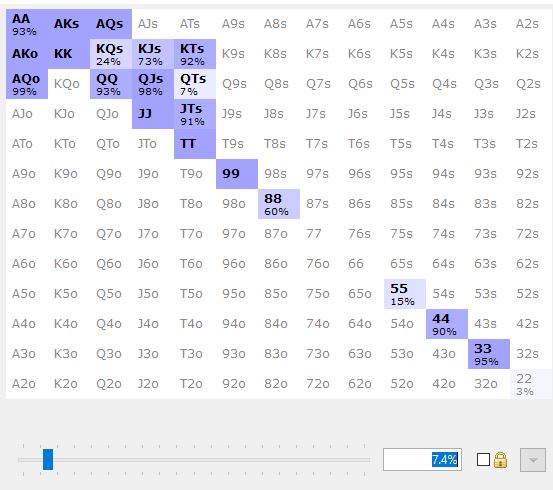 AA AKs AQs AJs ATs A9s A8s A7s A6s A5s A4s A3s A2s
93%
AKo KK KQs KJs KTs K9s K8s K7s K6s K5s K4s K3s K2s
24% 73% 92%
AQo KQo QQ QJs QTs Q9s Q8s Q7s Q6s Q5s Q4s Q3s Q2s
99% 93% 98% 7%
AJo KJo QJo JJ JTs J9s J8s J7s J6s J5s J4s J3s J2s
91%
ATo KTo QTo JTo TT T9s T8s T7s T6s T5s T4s T3s T2s
A9o K9o Q9o J9o T9o 99 98s 97s 96s 95s 94s 93s 92s
A8o K8o Q8o J8o T8o 98o 88 87s 86s 85s 84s 83s 82s
60%
A7o K7o Q7o J7o T7o 97o 87o 77 76s 75s 74s 73s 72s
A6o K6o Q6o J6o T6o 96o 86o 76o 66 65s 64s 63s 62s
A5o K5o Q5o J5o T5o 95o 85o 75o 65o 55 54s 53s 52s
15%
A4o K4o Q4o J4o T4o 94o 84o 74o 64o 54o 44 43s 42s
90%
A3o K3o Q3o J3o T3o 93o 83o 73o 63o 53o 43o 33 32s
95%
A2o K2o Q2o J2o T2o 92o 82o 72o 62o 52o 42o 32o 22
3%
7.4%